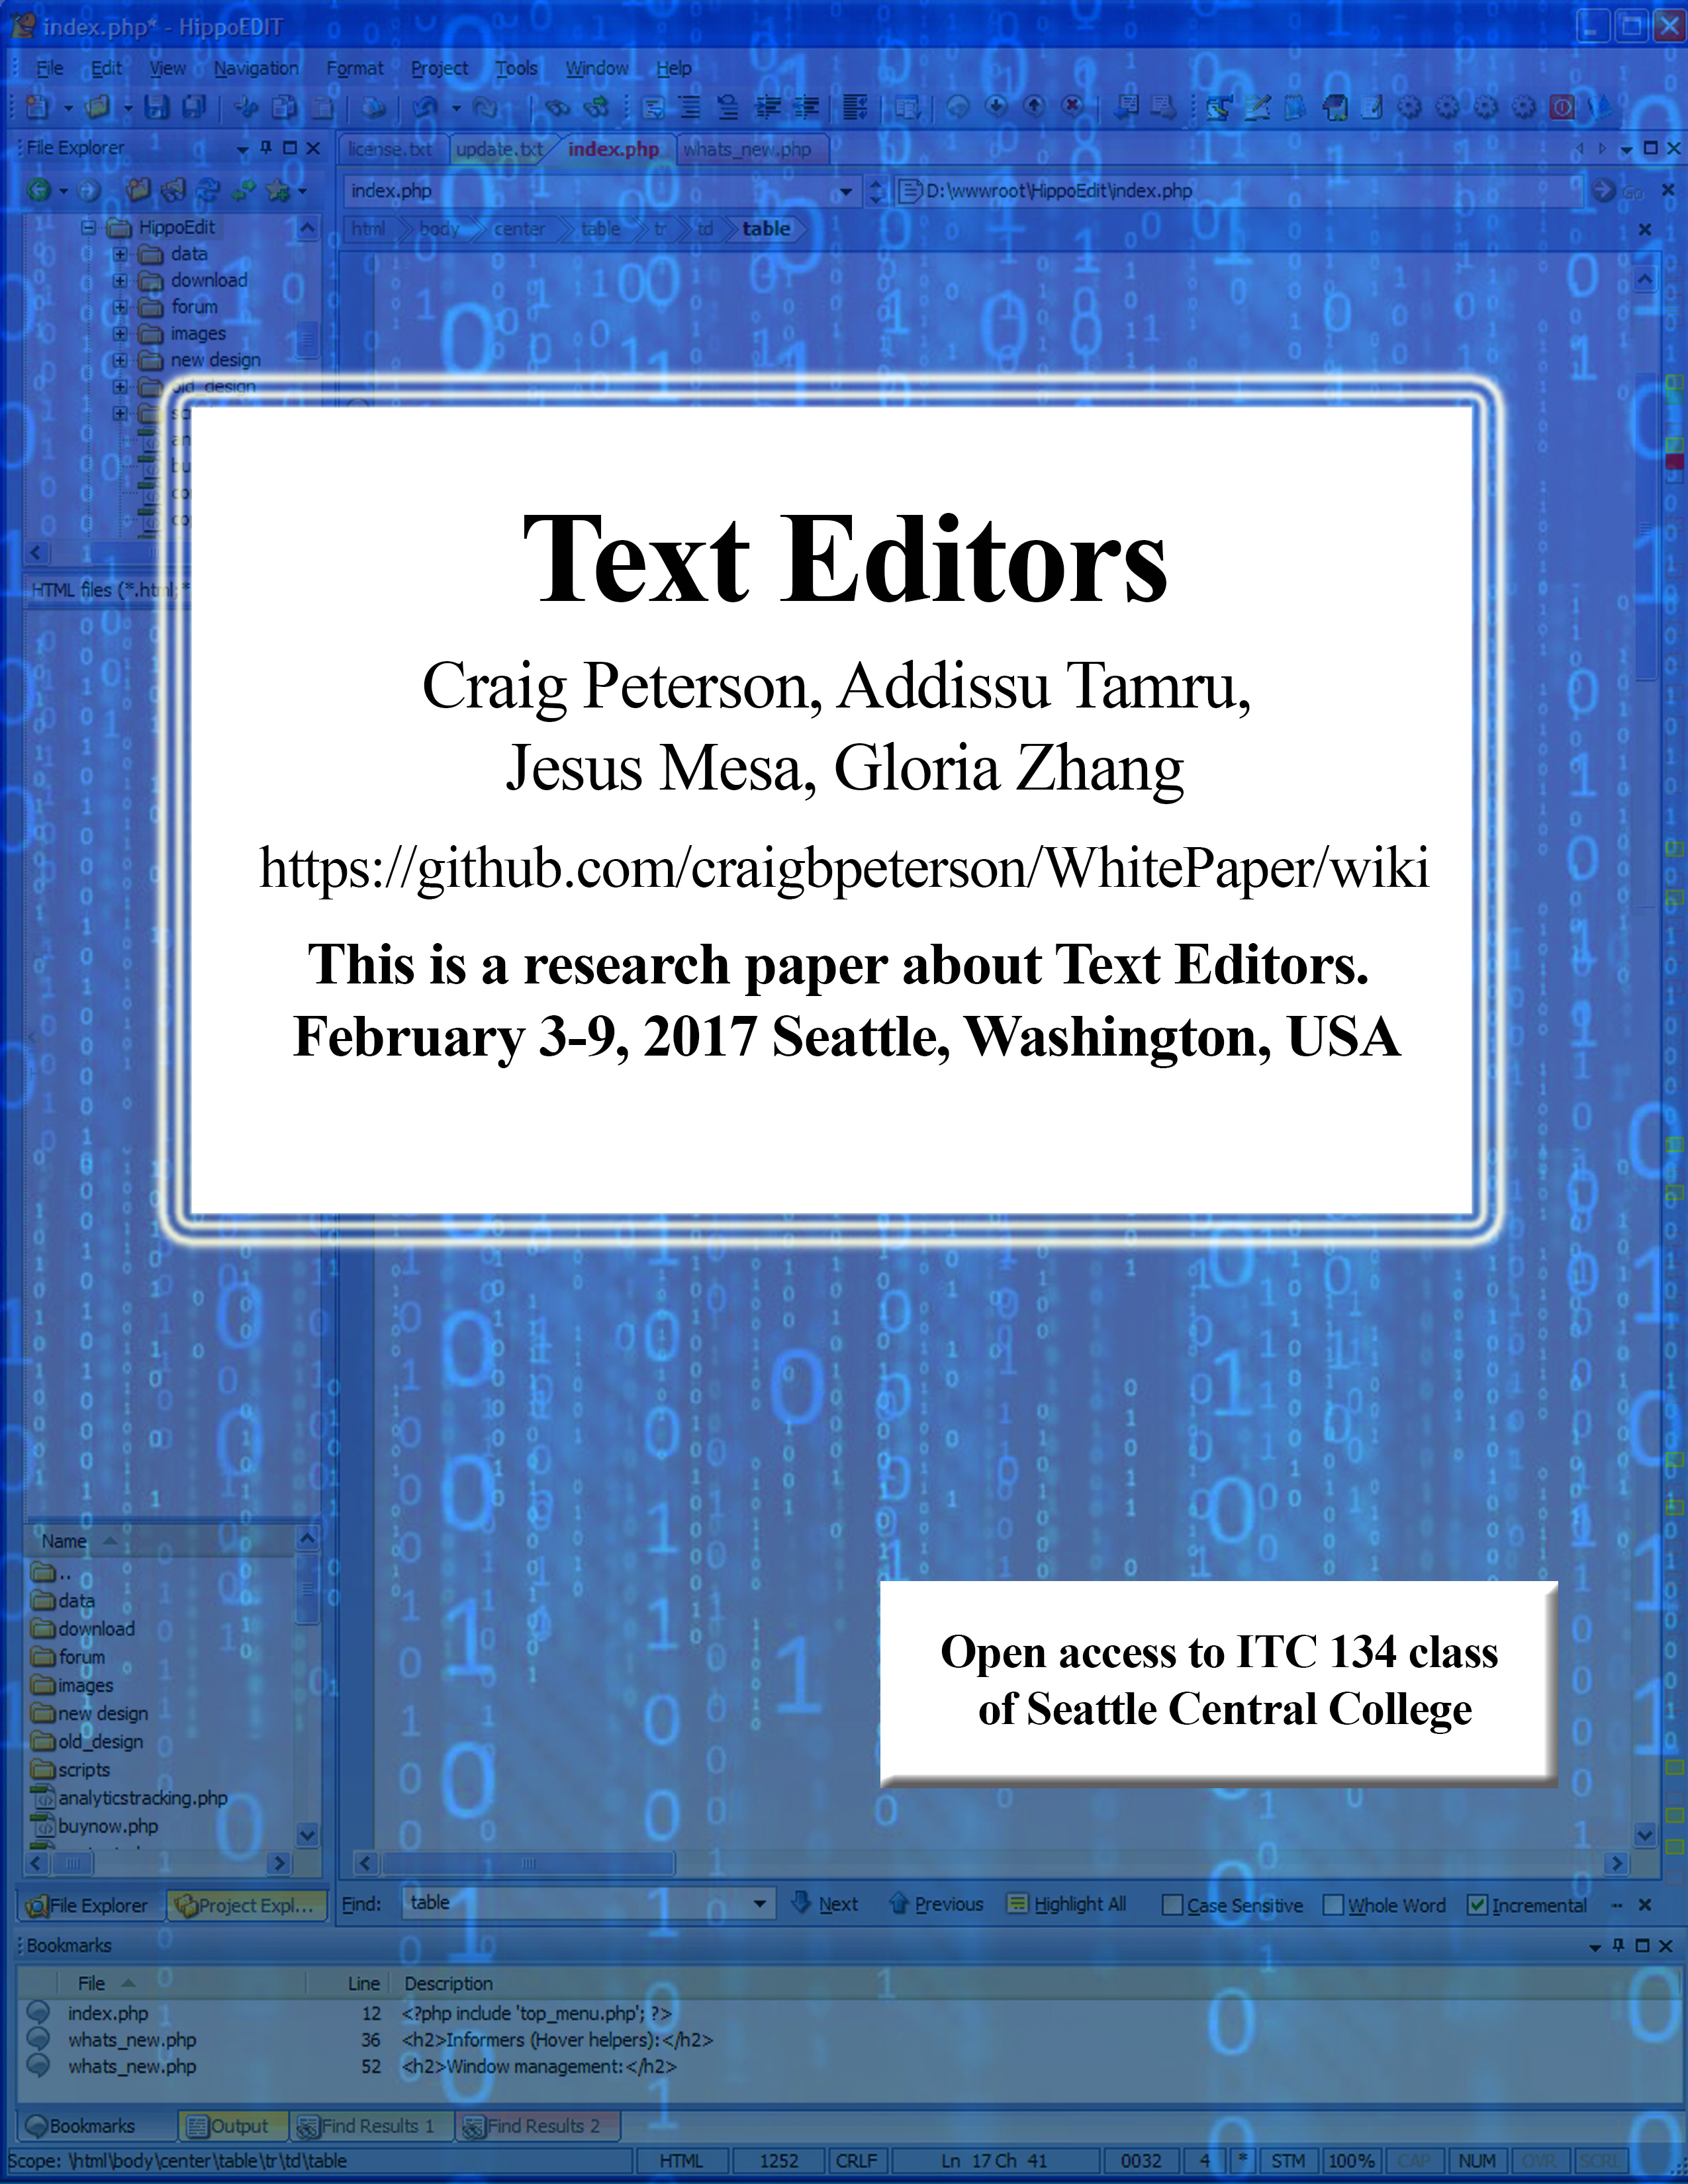 index.php* - HippoEDIT
File Edit View Navigation Format Project Tools Window Help
File Explorer
license.txt update.txt index.php whats_new.php
index.php
D:\wwwroot\HippoEdit\index.php
Go
html body center table tr td table
HippoEdit
data
download
forum
images
new design
old_design
HTML files (*.html;*
Text Editors
Craig Peterson, Addissu Tamru,
Jesus Mesa, Gloria Zhang
https://github.com/craigbpeterson/WhitePaper/wiki
This is a research paper about Text Editors.
February 3-9, 2017 Seattle, Washington, USA
Open access to ITC 134 class
of Seattle Central College
Name
..
data
download
forum
images
new design
old_design
scripts
analyticstracking.php
buynow.php
File Explorer Project Expl...
Find: table Next Previous Highlight All Case Sensitive Whole Word Incremental
Bookmarks
File Line Description
index.php 12 <?php include 'top_menu.php'; ?>
whats_new.php 36 <h2>Informers (Hover helpers):</h2>
whats_new.php 52 <h2>Window management:</h2>
Bookmarks Output Find Results 1 Find Results 2
Scope: \html\body\center\table\tr\td\table HTML 1252 CRLF Ln 17 Ch 41 0032 4 * STM 100% CAP NUM OVR SCRL